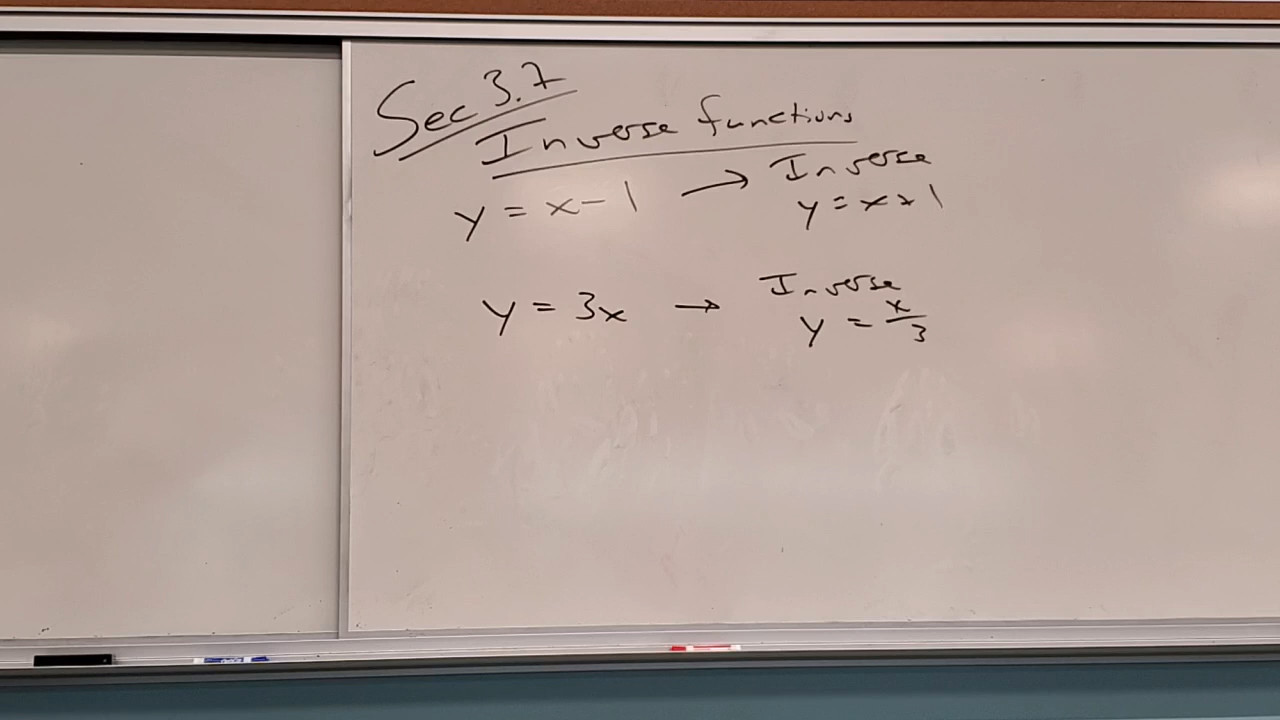 Sec 3.7
Inverse functions
y = x - 1 → Inverse
y = x + 1
y = 3x → Inverse
y = x/3